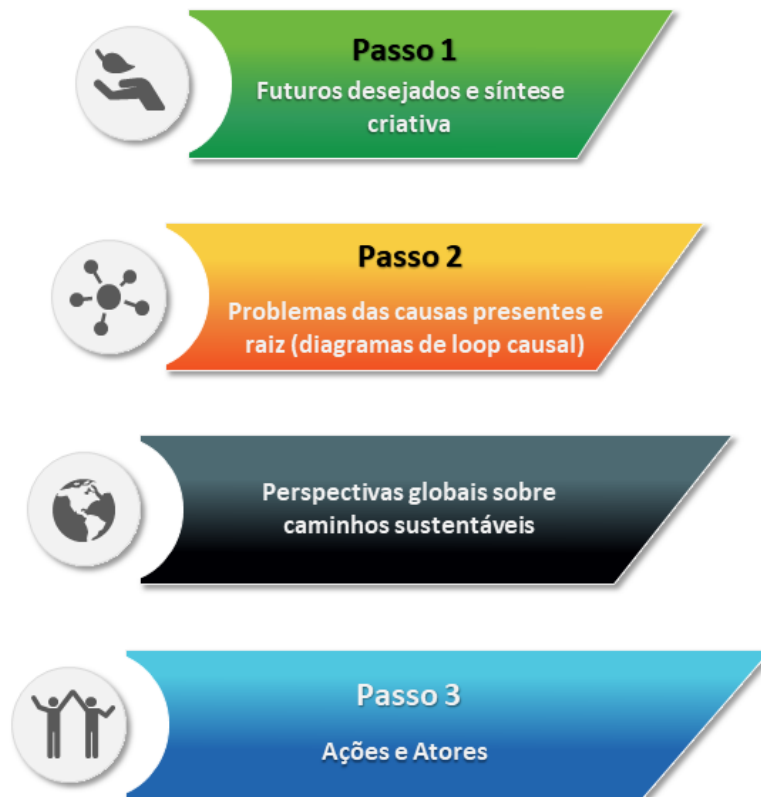 Passo 1
Futuros desejados e síntese
criativa
Passo 2
Problemas das causas presentes e
raiz (diagramas de loop causal)
Perspectivas globais sobre
caminhos sustentáveis
Passo 3
Ações e Atores